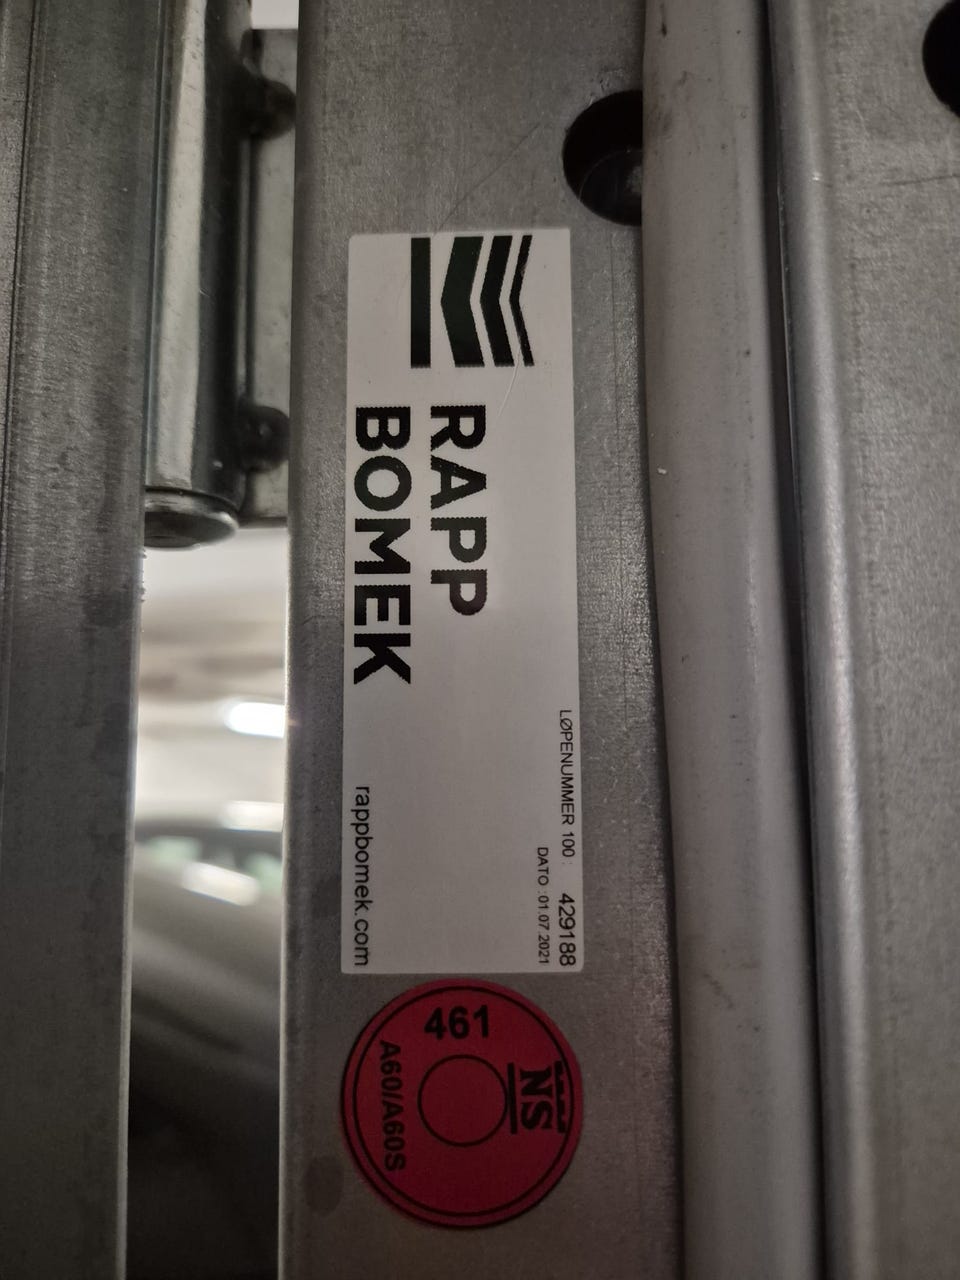 RAPP
BOMEK
LØPENUMMER 100 : 429188
DATO :01.07.2021
rappbomek.com
461
NS
A60/A60S